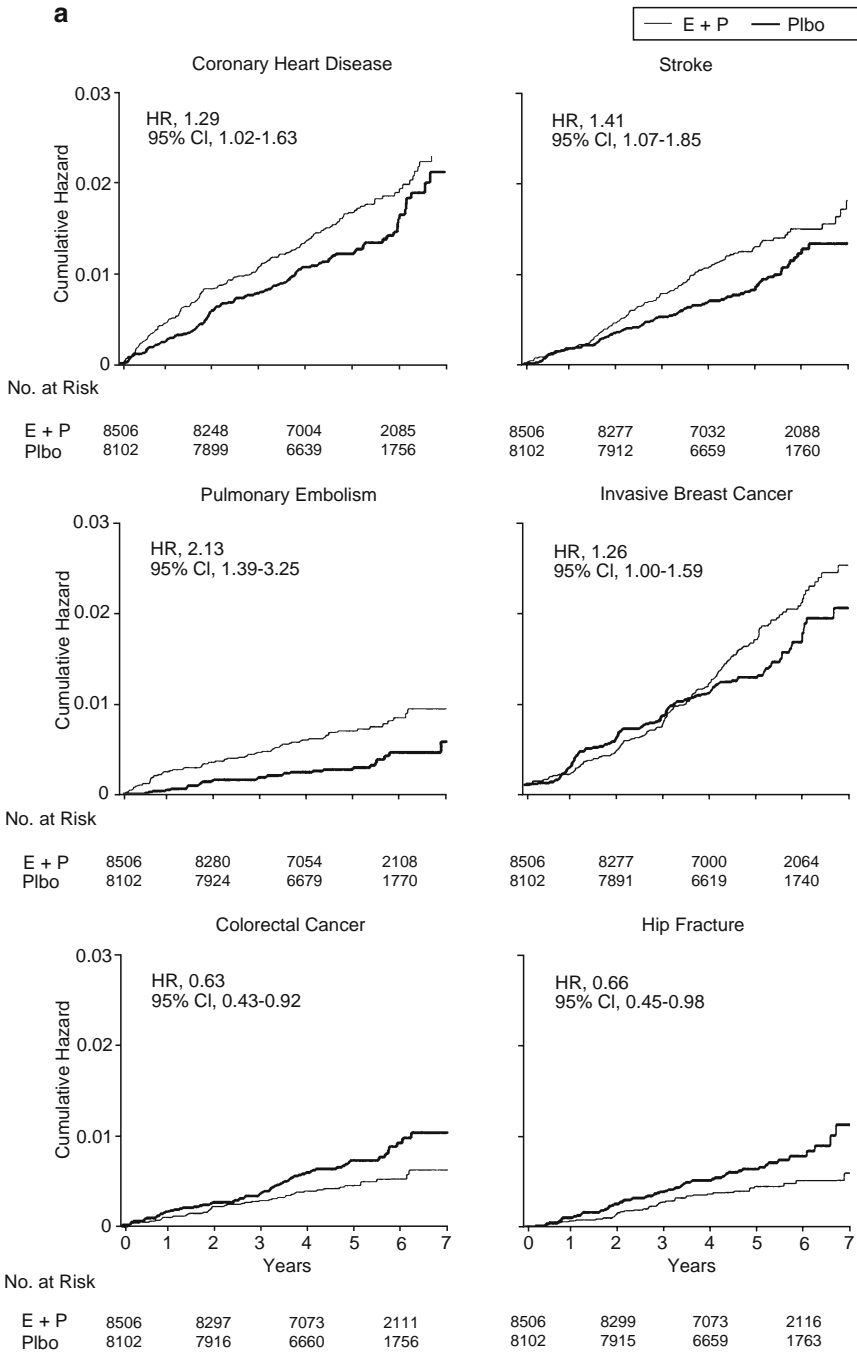 a
E + P Plbo
Coronary Heart Disease
Cumulative Hazard
0.03
0.02
0.01
0
HR, 1.29
95% CI, 1.02-1.63
Stroke
HR, 1.41
95% CI, 1.07-1.85
No. at Risk
E + P 8506 8248 7004 2085 8506 8277 7032 2088
Plbo 8102 7899 6639 1756 8102 7912 6659 1760
Pulmonary Embolism
Cumulative Hazard
0.03
0.02
0.01
0
HR, 2.13
95% CI, 1.39-3.25
Invasive Breast Cancer
HR, 1.26
95% CI, 1.00-1.59
No. at Risk
E + P 8506 8280 7054 2108 8506 8277 7000 2064
Plbo 8102 7924 6679 1770 8102 7891 6619 1740
Colorectal Cancer
Cumulative Hazard
0.03
0.02
0.01
0
HR, 0.63
95% CI, 0.43-0.92
0 1 2 3 4 5 6 7
Years
Hip Fracture
HR, 0.66
95% CI, 0.45-0.98
0 1 2 3 4 5 6 7
Years
No. at Risk
E + P 8506 8297 7073 2111 8506 8299 7073 2116
Plbo 8102 7916 6660 1756 8102 7915 6659 1763